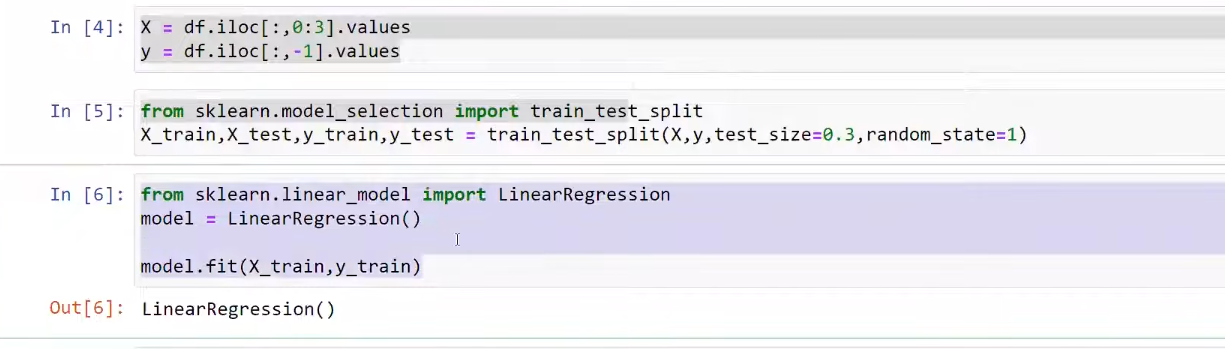 In [4]: X = df.iloc[:,0:3].values
y = df.iloc[:,-1].values
In [5]: from sklearn.model_selection import train_test_split
X_train,X_test,y_train,y_test = train_test_split(X,y,test_size=0.3,random_state=1)
In [6]: from sklearn.linear_model import LinearRegression
model = LinearRegression()
model.fit(X_train,y_train)
Out[6]: LinearRegression()